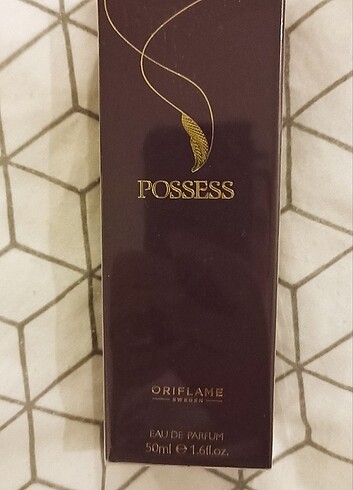 POSSESS
ORIFLAME
SWEDEN
EAU DE PARFUM
50ml ℮ 1.6fl.oz.